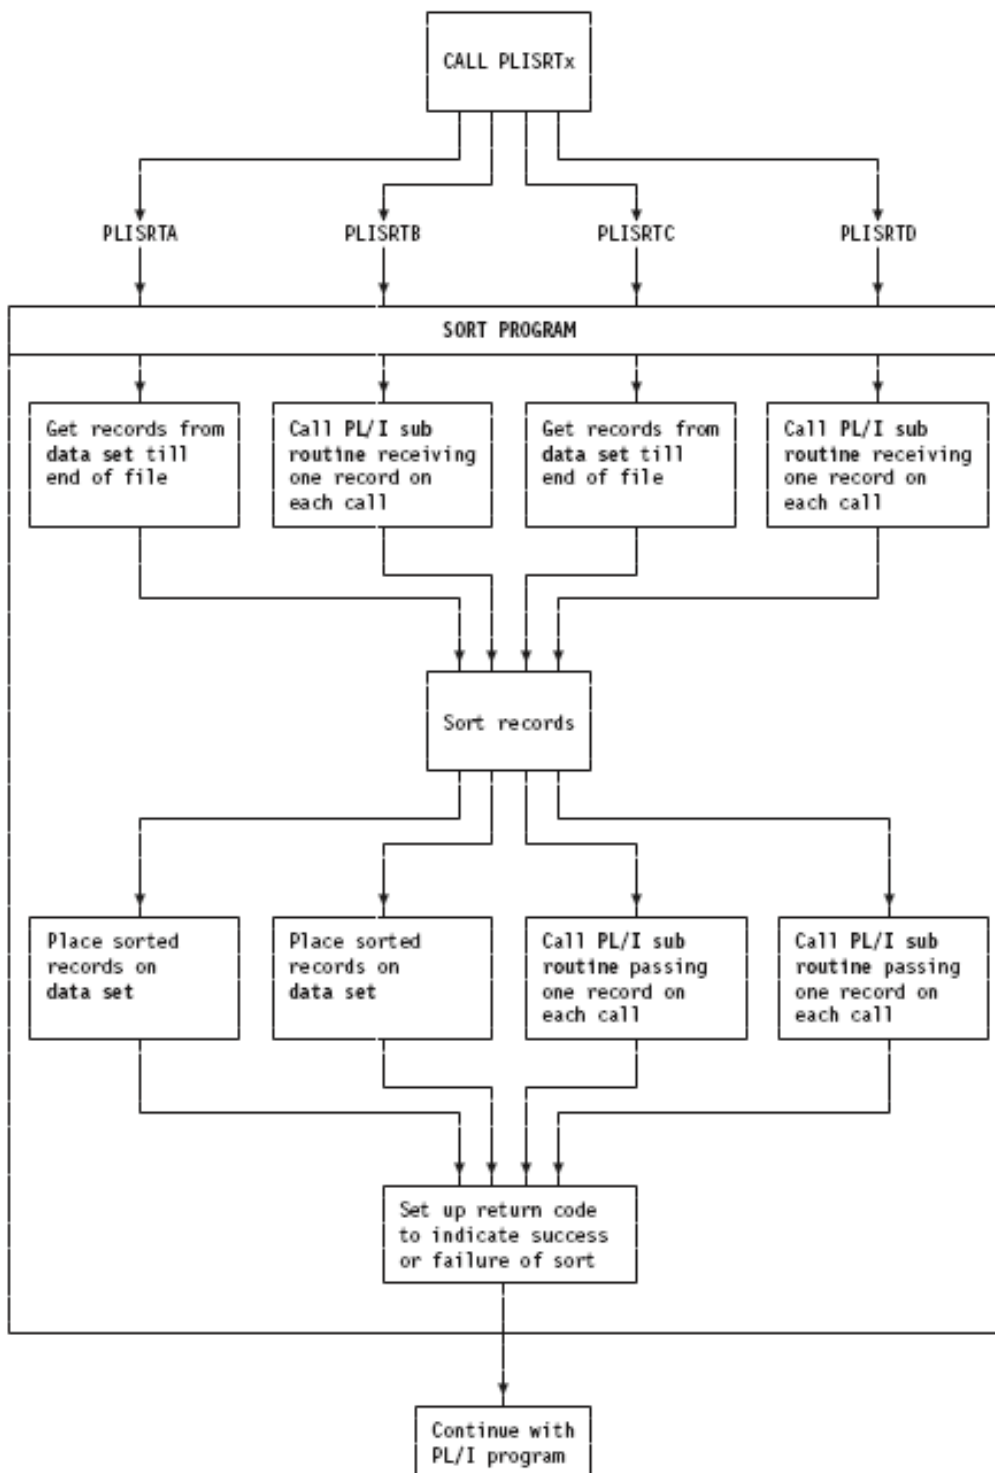 CALL PLISRTx
PLISRTA
PLISRTB
PLISRTC
PLISRTD
SORT PROGRAM
Get records from
data set till
end of file
Call PL/I sub
routine receiving
one record on
each call
Get records from
data set till
end of file
Call PL/I sub
routine receiving
one record on
each call
Sort records
Place sorted
records on
data set
Place sorted
records on
data set
Call PL/I sub
routine passing
one record on
each call
Call PL/I sub
routine passing
one record on
each call
Set up return code
to indicate success
or failure of sort
Continue with
PL/I program